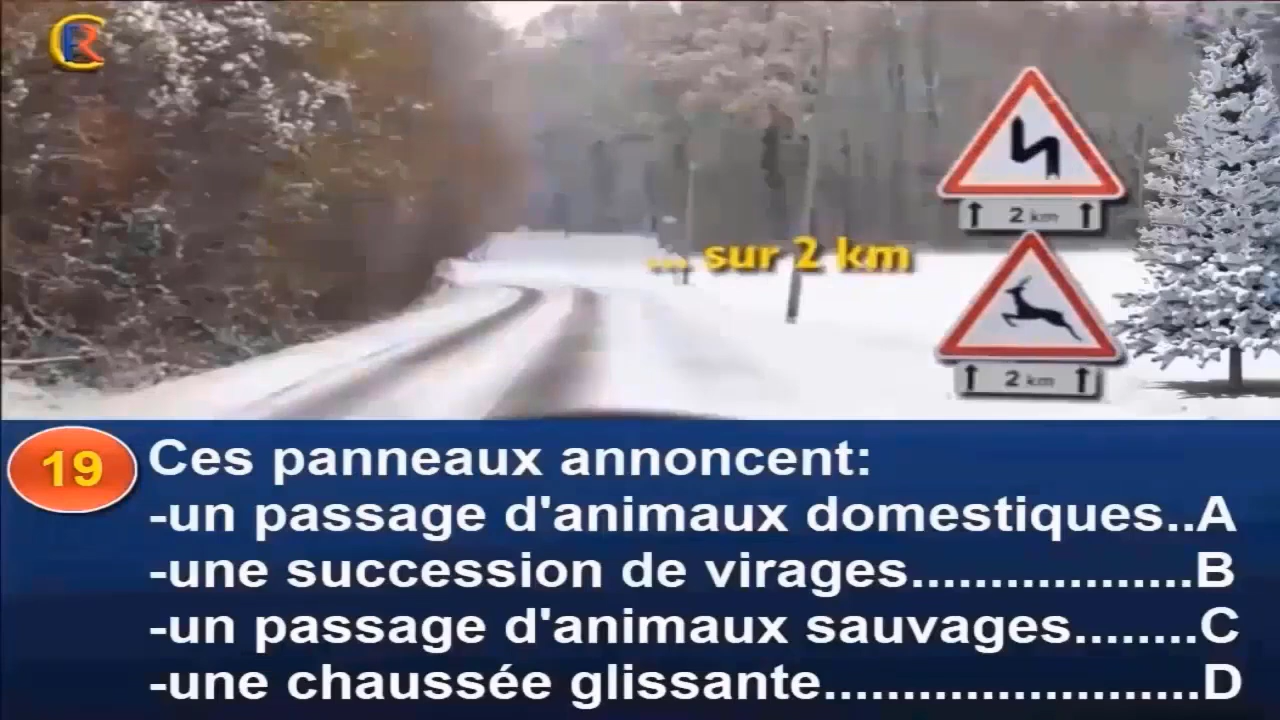 CR
... sur 2 km
2 km
2 km
19
Ces panneaux annoncent:
-un passage d'animaux domestiques..A
-une succession de virages..................B
-un passage d'animaux sauvages........C
-une chaussée glissante........................D